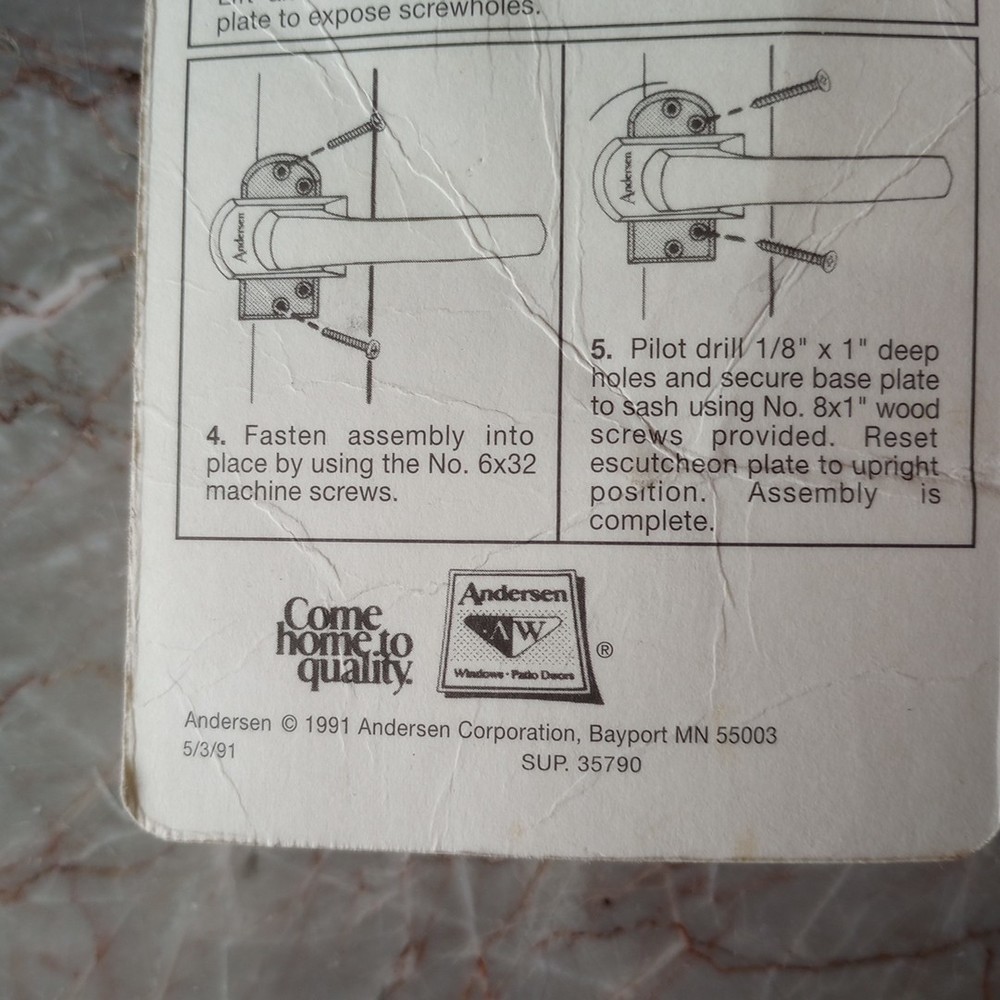 plate to expose screwholes.
Andersen
4. Fasten assembly into
place by using the No. 6x32
machine screws.
Andersen
5. Pilot drill 1/8" x 1" deep
holes and secure base plate
to sash using No. 8x1" wood
screws provided. Reset
escutcheon plate to upright
position. Assembly is
complete.
Come
home to
quality.
Andersen
AW
Windows · Patio Doors
®
Andersen © 1991 Andersen Corporation, Bayport MN 55003
5/3/91
SUP. 35790